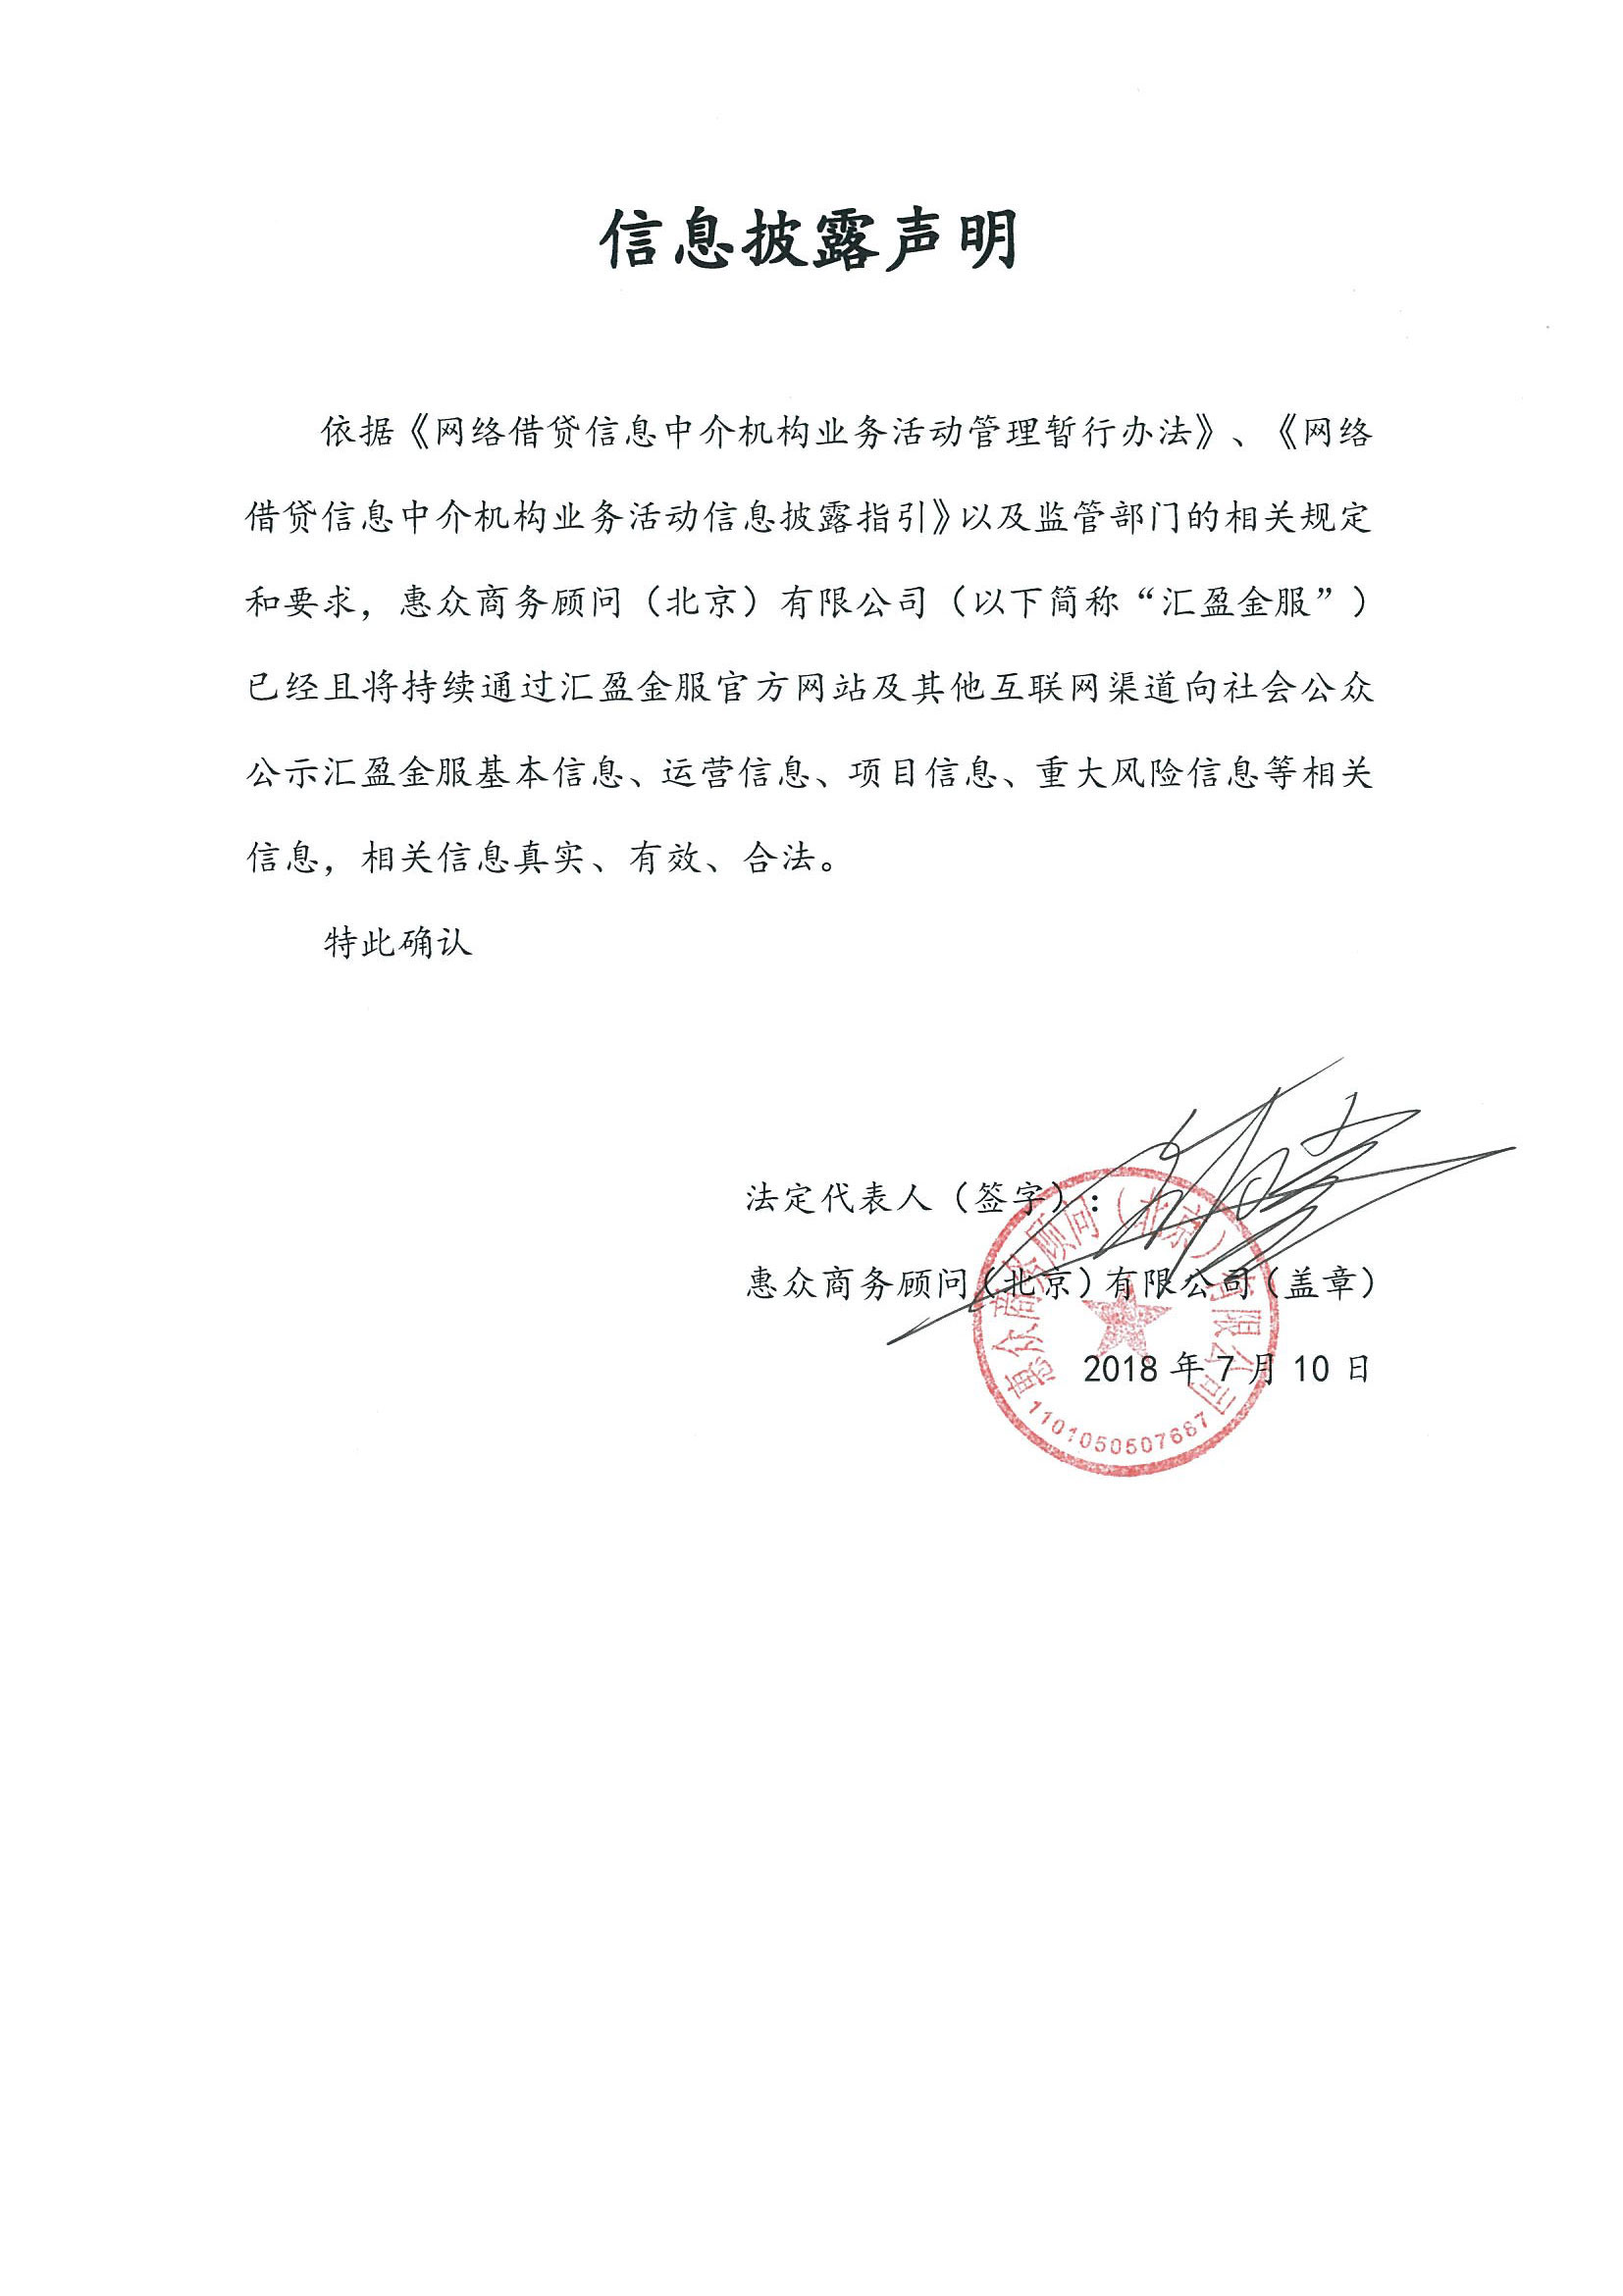 信息披露声明
依据《网络借贷信息中介机构业务活动管理暂行办法》、《网络
借贷信息中介机构业务活动信息披露指引》以及监管部门的相关规定
和要求，惠众商务顾问（北京）有限公司（以下简称“汇盈金服”）
已经且将持续通过汇盈金服官方网站及其他互联网渠道向社会公众
公示汇盈金服基本信息、运营信息、项目信息、重大风险信息等相关
信息，相关信息真实、有效、合法。
特此确认
法定代表人（签字）：
惠众商务顾问（北京）有限公司（盖章）
2018 年 7 月 10 日
惠众商务顾问（北京）有限公司
1101050507687